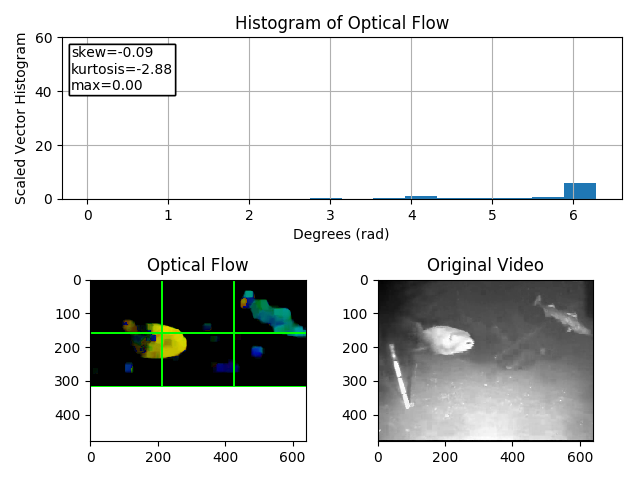 Histogram of Optical Flow
skew=-0.09
kurtosis=-2.88
max=0.00
Scaled Vector Histogram
60
40
20
0
0 1 2 3 4 5 6
Degrees (rad)
Optical Flow
0
100
200
300
400
0 200 400 600
Original Video
0
100
200
300
400
0 200 400 600